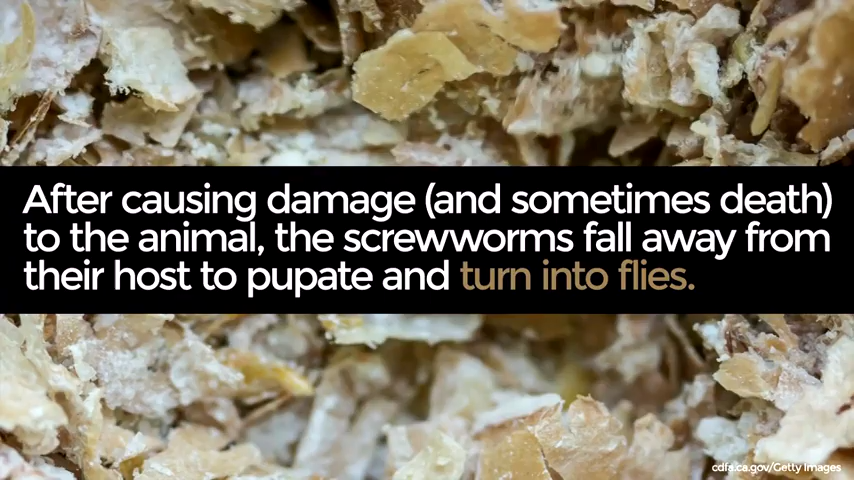 After causing damage (and sometimes death)
to the animal, the screwworms fall away from
their host to pupate and turn into flies.
cdfa.ca.gov/Getty Images